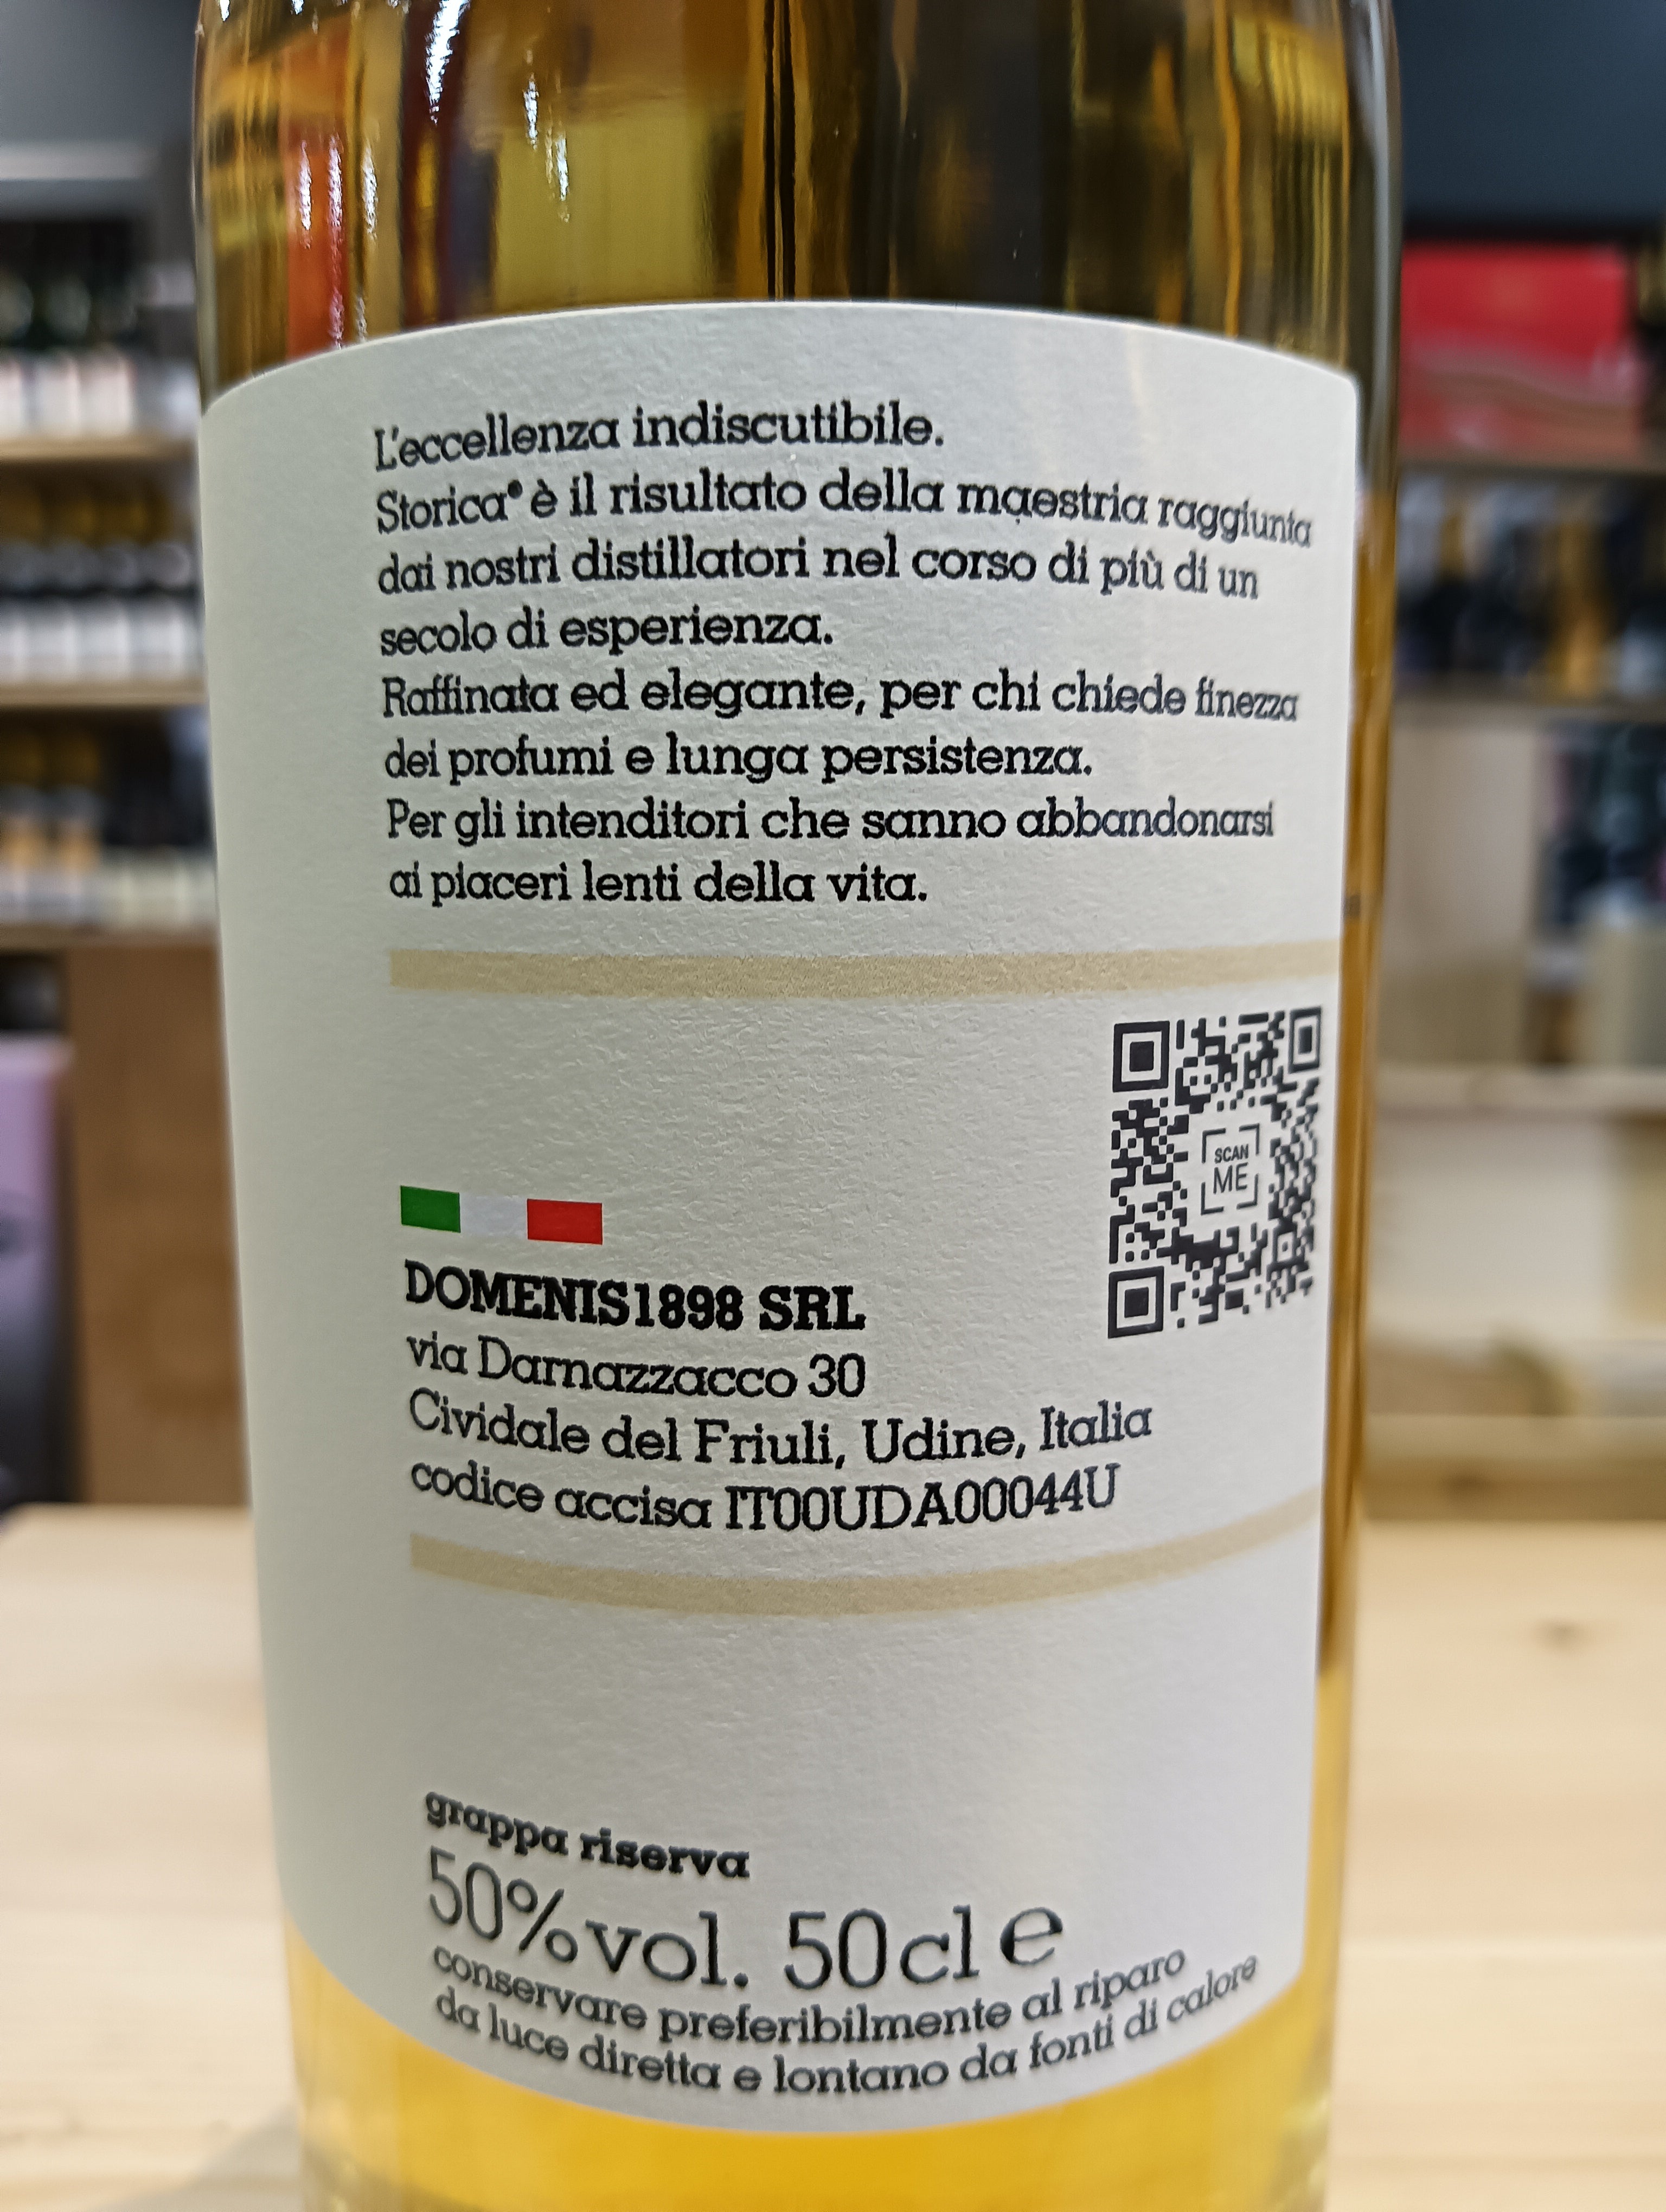 L'eccellenza indiscutibile.
Storica® è il risultato della maestria raggiunta
dai nostri distillatori nel corso di più di un
secolo di esperienza.
Raffinata ed elegante, per chi chiede finezza
dei profumi e lunga persistenza.
Per gli intenditori che sanno abbandonarsi
ai piaceri lenti della vita.
SCAN
ME
DOMENIS1898 SRL
via Darnazzacco 30
Cividale del Friuli, Udine, Italia
codice accisa IT00UDA00044U
grappa riserva
50%vol. 50cl e
conservare preferibilmente al riparo
da luce diretta e lontano da fonti di calore